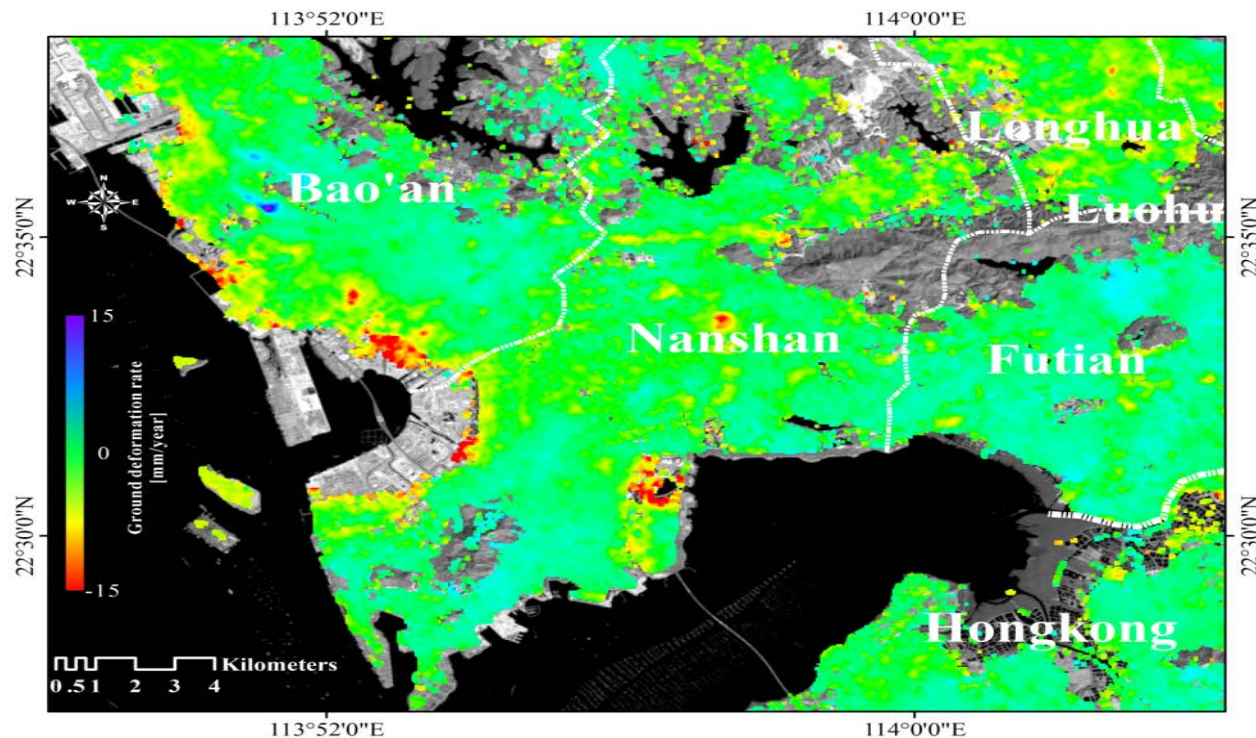 113°52'0"E 114°0'0"E
Longhua
Bao'an
N
W E
S
Luohu
22°35'0"N 22°35'0"N
15
Nanshan
Futian
0
Ground deformation rate
[mm/year]
-15
22°30'0"N 22°30'0"N
Hongkong
Kilometers
0 .5 1 2 3 4
113°52'0"E 114°0'0"E